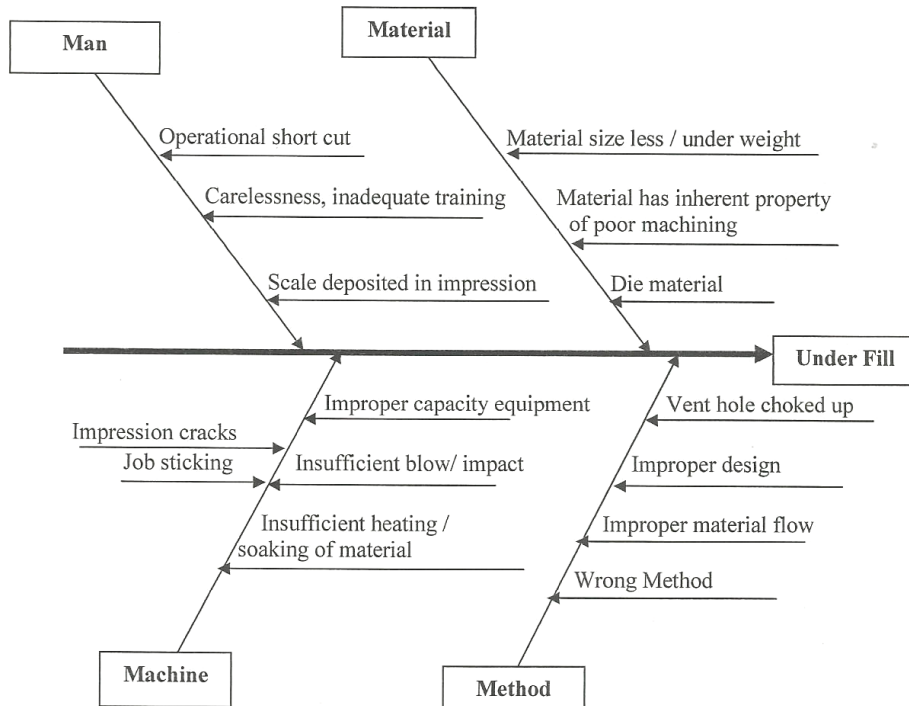 Man
Material
Operational short cut
Carelessness, inadequate training
Scale deposited in impression
Material size less / under weight
Material has inherent property
of poor machining
Die material
Under Fill
Improper capacity equipment
Impression cracks
Job sticking
Insufficient blow/ impact
Insufficient heating /
soaking of material
Vent hole choked up
Improper design
Improper material flow
Wrong Method
Machine
Method